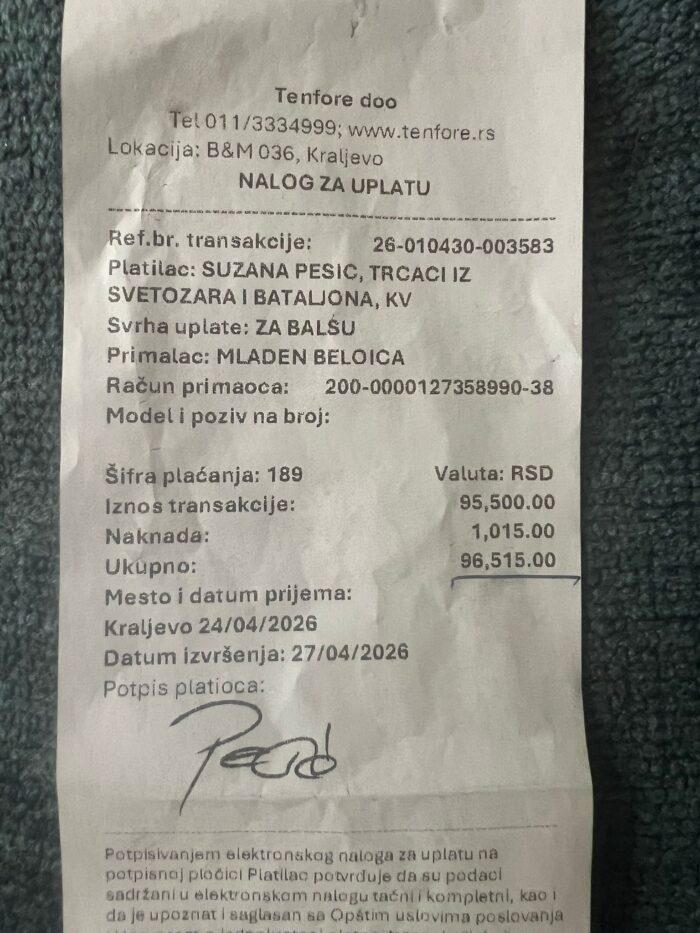 Tenfore doo
Tel 011/3334999; www.tenfore.rs
Lokacija: B&M 036, Kraljevo
NALOG ZA UPLATU
Ref.br. transakcije: 26-010430-003583
Platilac: SUZANA PESIC, TRCACI IZ
SVETOZARA I BATALJONA, KV
Svrha uplate: ZA BALŠU
Primalac: MLADEN BELOICA
Račun primaoca: 200-0000127358990-38
Model i poziv na broj:
Šifra plaćanja: 189 Valuta: RSD
Iznos transakcije: 95,500.00
Naknada: 1,015.00
Ukupno: 96,515.00
Mesto i datum prijema:
Kraljevo 24/04/2026
Datum izvršenja: 27/04/2026
Potpis platioca:
Potpisivanjem elektronskog naloga za uplatu na
potpisnoj pločici Platilac potvrđuje da su podaci
sadržani u elektronskom nalogu tačni i kompletni, kao i
da je upoznat i saglasan sa Opštim uslovima poslovanja